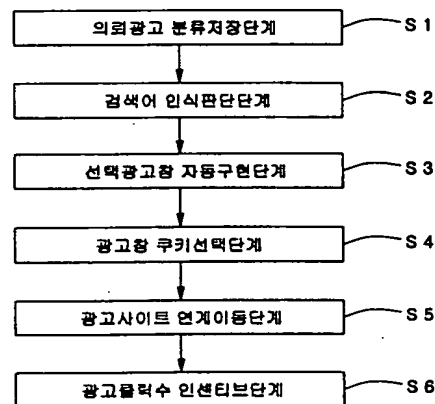 의뢰광고 분류저장단계 S 1
검색어 인식판단단계 S 2
선택광고창 자동구현단계 S 3
광고창 쿠키선택단계 S 4
광고사이트 연계이동단계 S 5
광고클릭수 인센티브단계 S 6